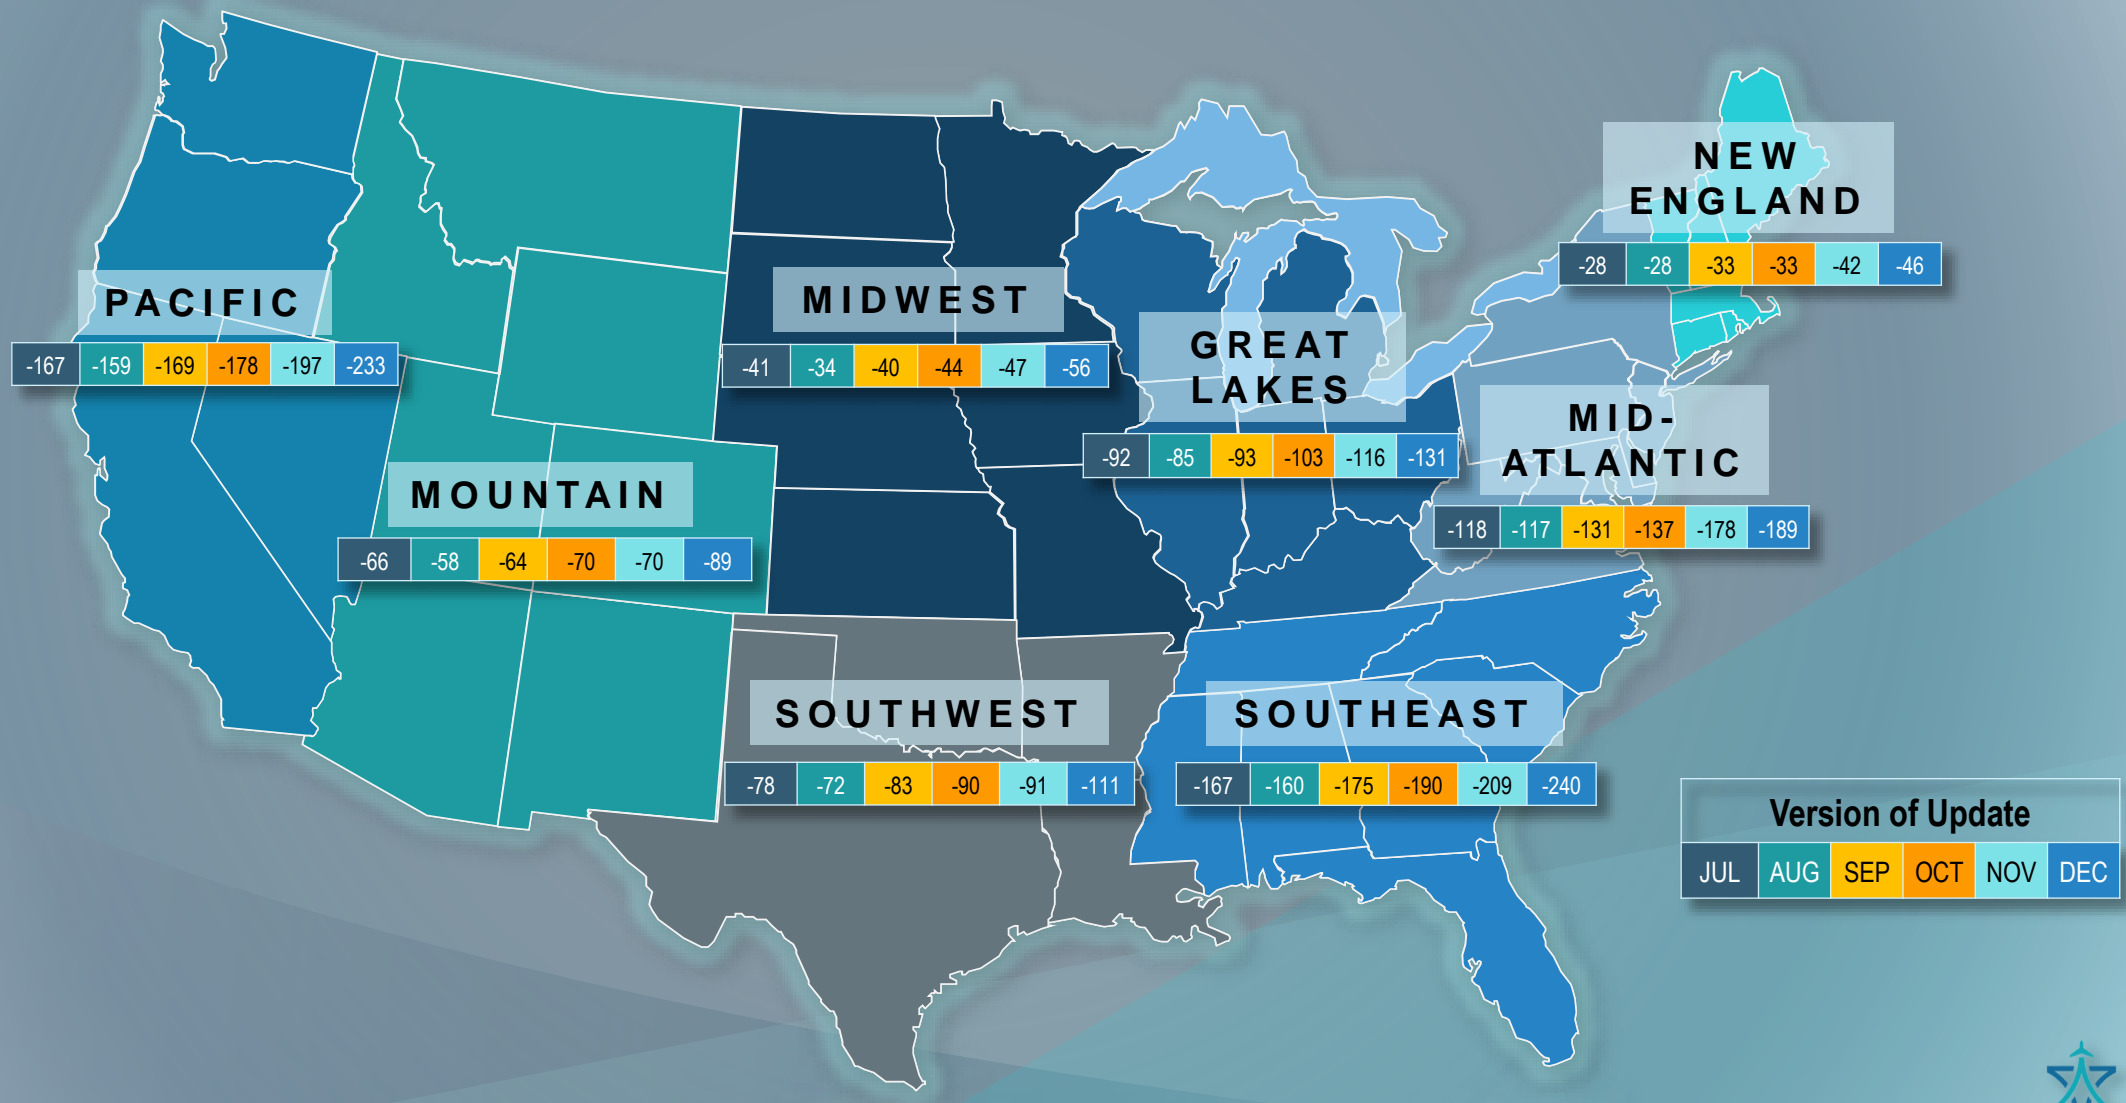 NEW
ENGLAND
-28 -28 -33 -33 -42 -46
PACIFIC
-167 -159 -169 -178 -197 -233
MIDWEST
-41 -34 -40 -44 -47 -56
GREAT
LAKES
-92 -85 -93 -103 -116 -131
MID-
ATLANTIC
-118 -117 -131 -137 -178 -189
MOUNTAIN
-66 -58 -64 -70 -70 -89
SOUTHWEST
-78 -72 -83 -90 -91 -111
SOUTHEAST
-167 -160 -175 -190 -209 -240
Version of Update
JUL AUG SEP OCT NOV DEC